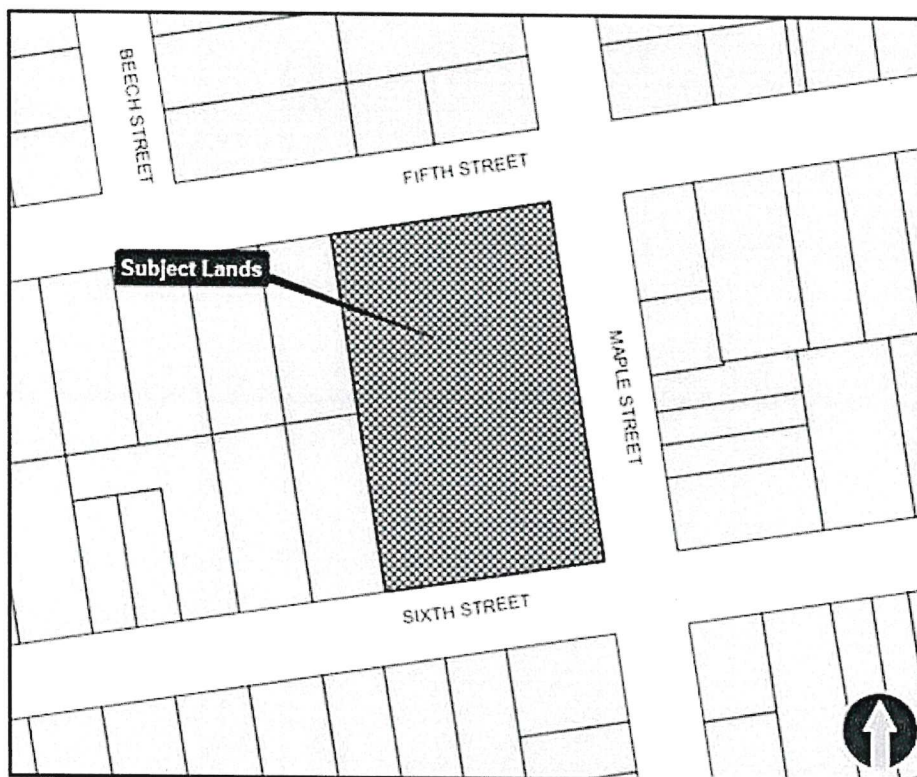 BEECH STREET
FIFTH STREET
Subject Lands
MAPLE STREET
SIXTH STREET